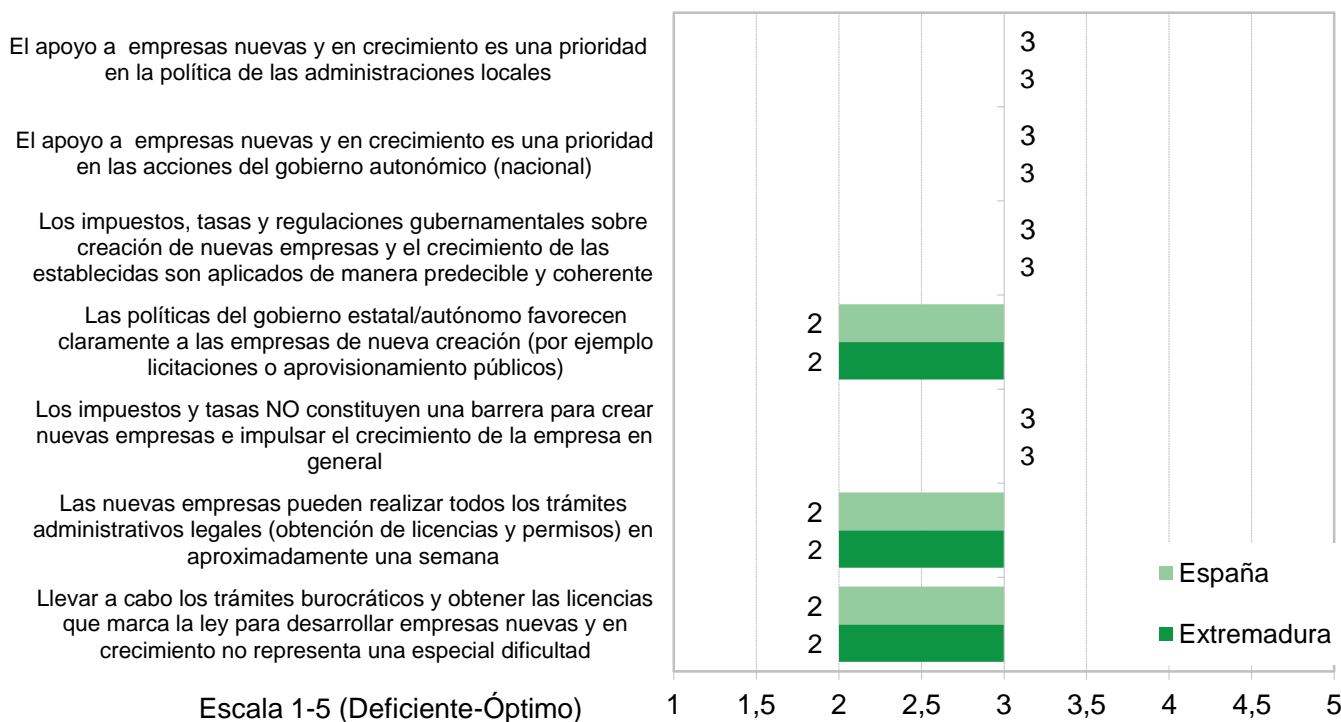 El apoyo a  empresas nuevas y en crecimiento es una prioridad
en la política de las administraciones locales
3
3
El apoyo a  empresas nuevas y en crecimiento es una prioridad
en las acciones del gobierno autonómico (nacional)
3
3
Los impuestos, tasas y regulaciones gubernamentales sobre
creación de nuevas empresas y el crecimiento de las
establecidas son aplicados de manera predecible y coherente
3
3
Las políticas del gobierno estatal/autónomo favorecen
claramente a las empresas de nueva creación (por ejemplo
licitaciones o aprovisionamiento públicos)
2
2
Los impuestos y tasas NO constituyen una barrera para crear
nuevas empresas e impulsar el crecimiento de la empresa en
general
3
3
Las nuevas empresas pueden realizar todos los trámites
administrativos legales (obtención de licencias y permisos) en
aproximadamente una semana
2
2
Llevar a cabo los trámites burocráticos y obtener las licencias
que marca la ley para desarrollar empresas nuevas y en
crecimiento no representa una especial dificultad
2
2
España
Extremadura
Escala 1-5 (Deficiente-Óptimo)
1 1,5 2 2,5 3 3,5 4 4,5 5